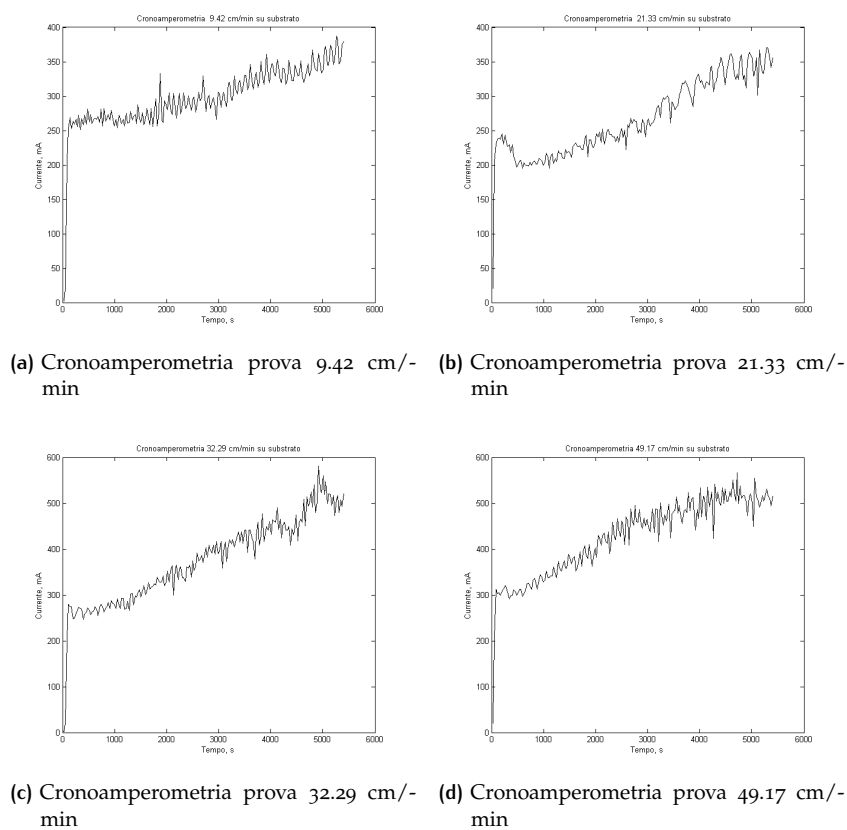 Cronoamperometria 9.42 cm/min su substrato
400
350
300
250
200
150
100
50
0
Currente, mA
0 1000 2000 3000 4000 5000 6000
Tempo, s
(a) Cronoamperometria prova 9.42 cm/-
min
Cronoamperometria 21.33 cm/min su substrato
400
350
300
250
200
150
100
50
0
Currente, mA
0 1000 2000 3000 4000 5000 6000
Tempo, s
(b) Cronoamperometria prova 21.33 cm/-
min
Cronoamperometria 32.29 cm/min su substrato
600
500
400
300
200
100
0
Currente, mA
0 1000 2000 3000 4000 5000 6000
Tempo, s
(c) Cronoamperometria prova 32.29 cm/-
min
Cronoamperometria 49.17 cm/min su substrato
600
500
400
300
200
100
0
Currente, mA
0 1000 2000 3000 4000 5000 6000
Tempo, s
(d) Cronoamperometria prova 49.17 cm/-
min